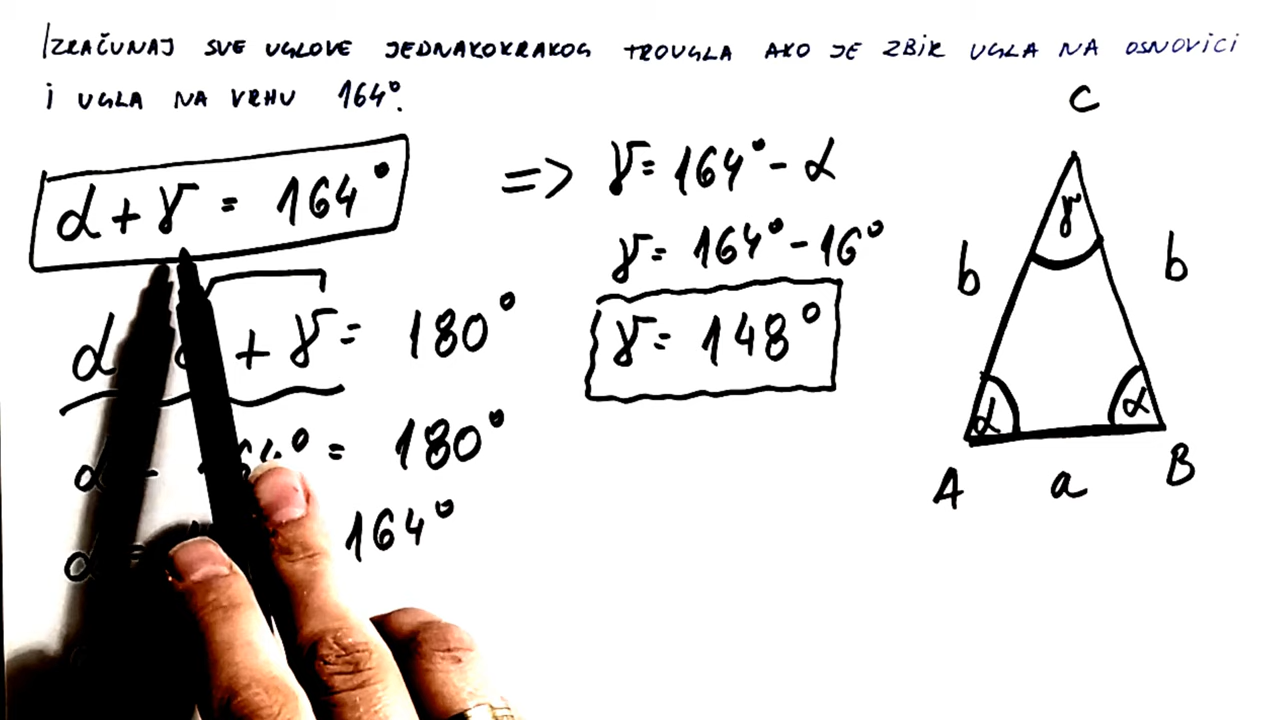 IZRAČUNAJ SVE UGLOVE JEDNAKOKRAKOG TROUGLA AKO JE ZBIR UGLA NA OSNOVICI
I UGLA NA VRHU 164°.
α + γ = 164°
α + γ = 180°
α = 180°
α 164°
=> γ = 164° - α
γ = 164° - 16°
γ = 148°
C
γ
b b
α α
A a B